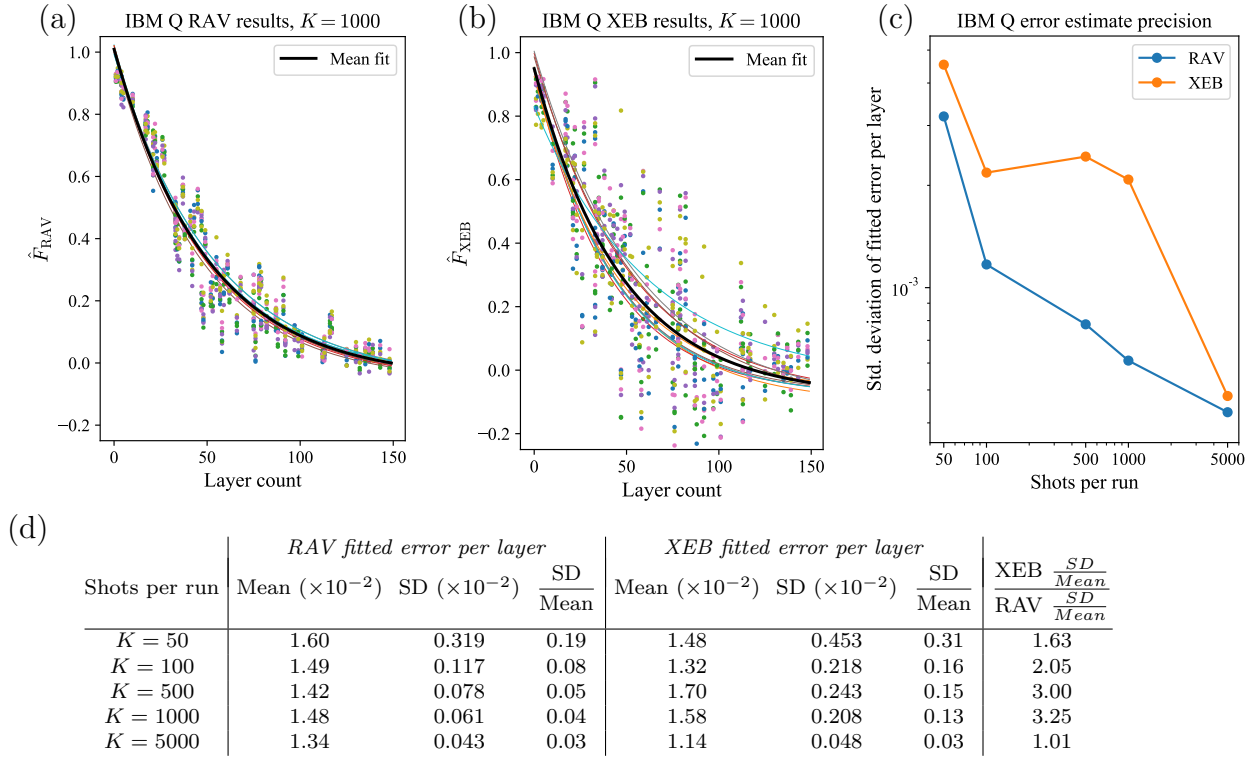 (a)
IBM Q RAV results, K = 1000
Mean fit
1.0
0.8
0.6
0.4
0.2
0.0
−0.2
F̂RAV
0
50
100
150
Layer count
(b)
IBM Q XEB results, K = 1000
Mean fit
1.0
0.8
0.6
0.4
0.2
0.0
−0.2
F̂XEB
0
50
100
150
Layer count
(c)
IBM Q error estimate precision
RAV
XEB
Std. deviation of fitted error per layer
10⁻³
50
100
500
1000
5000
Shots per run
(d)
RAV fitted error per layer XEB fitted error per layer
Shots per run Mean (×10⁻²) SD (×10⁻²) SD/Mean Mean (×10⁻²) SD (×10⁻²) SD/Mean XEB SD/Mean / RAV SD/Mean
K = 50 1.60 0.319 0.19 1.48 0.453 0.31 1.63
K = 100 1.49 0.117 0.08 1.32 0.218 0.16 2.05
K = 500 1.42 0.078 0.05 1.70 0.243 0.15 3.00
K = 1000 1.48 0.061 0.04 1.58 0.208 0.13 3.25
K = 5000 1.34 0.043 0.03 1.14 0.048 0.03 1.01